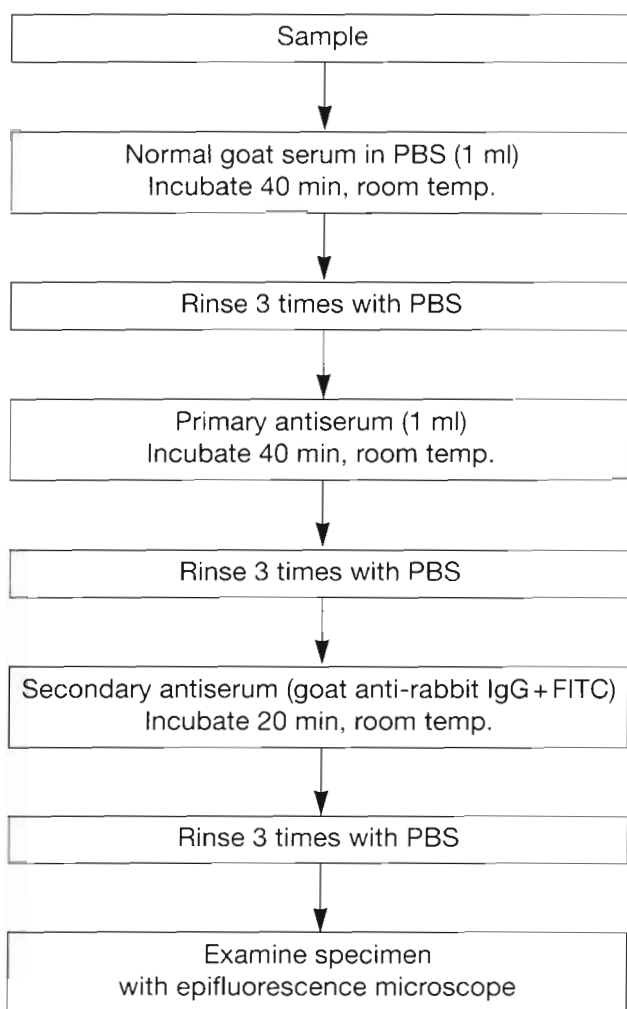 Sample
Normal goat serum in PBS (1 ml)
Incubate 40 min, room temp.
Rinse 3 times with PBS
Primary antiserum (1 ml)
Incubate 40 min, room temp.
Rinse 3 times with PBS
Secondary antiserum (goat anti-rabbit IgG + FITC)
Incubate 20 min, room temp.
Rinse 3 times with PBS
Examine specimen
with epifluorescence microscope